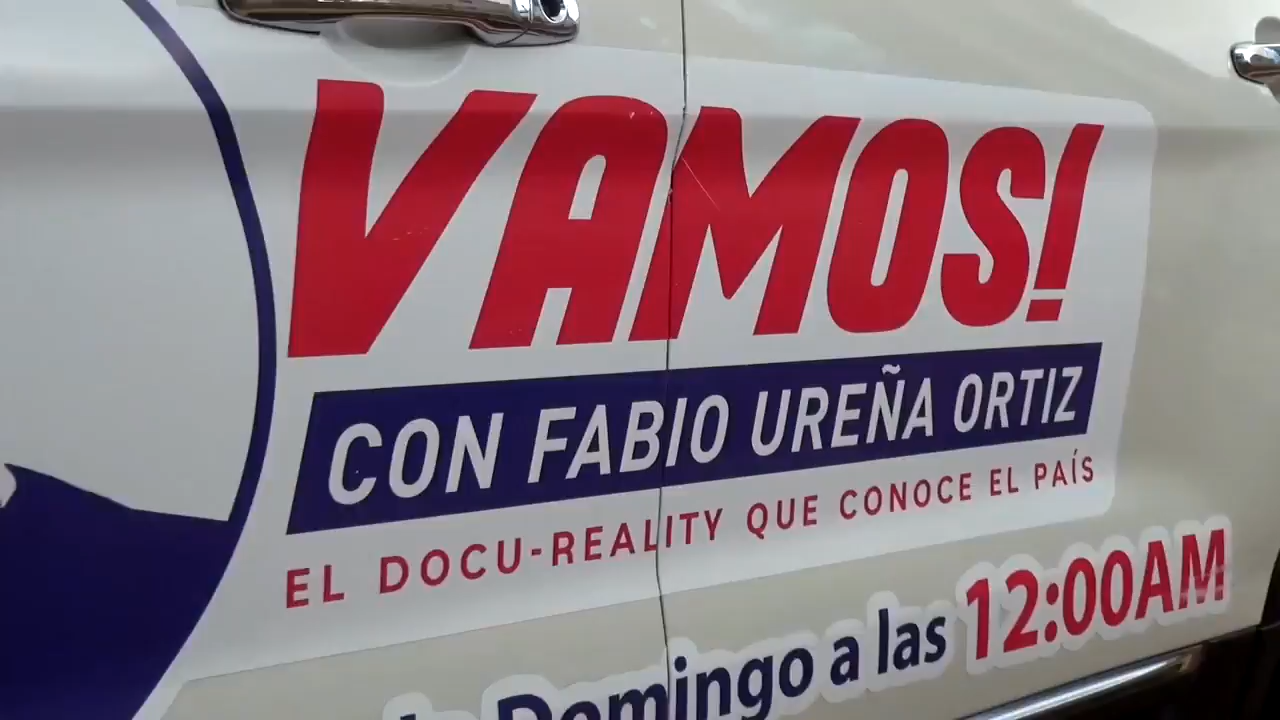 VAMOS!
CON FABIO UREÑA ORTIZ
EL DOCU-REALITY QUE CONOCE EL PAÍS
Domingo a las 12:00AM